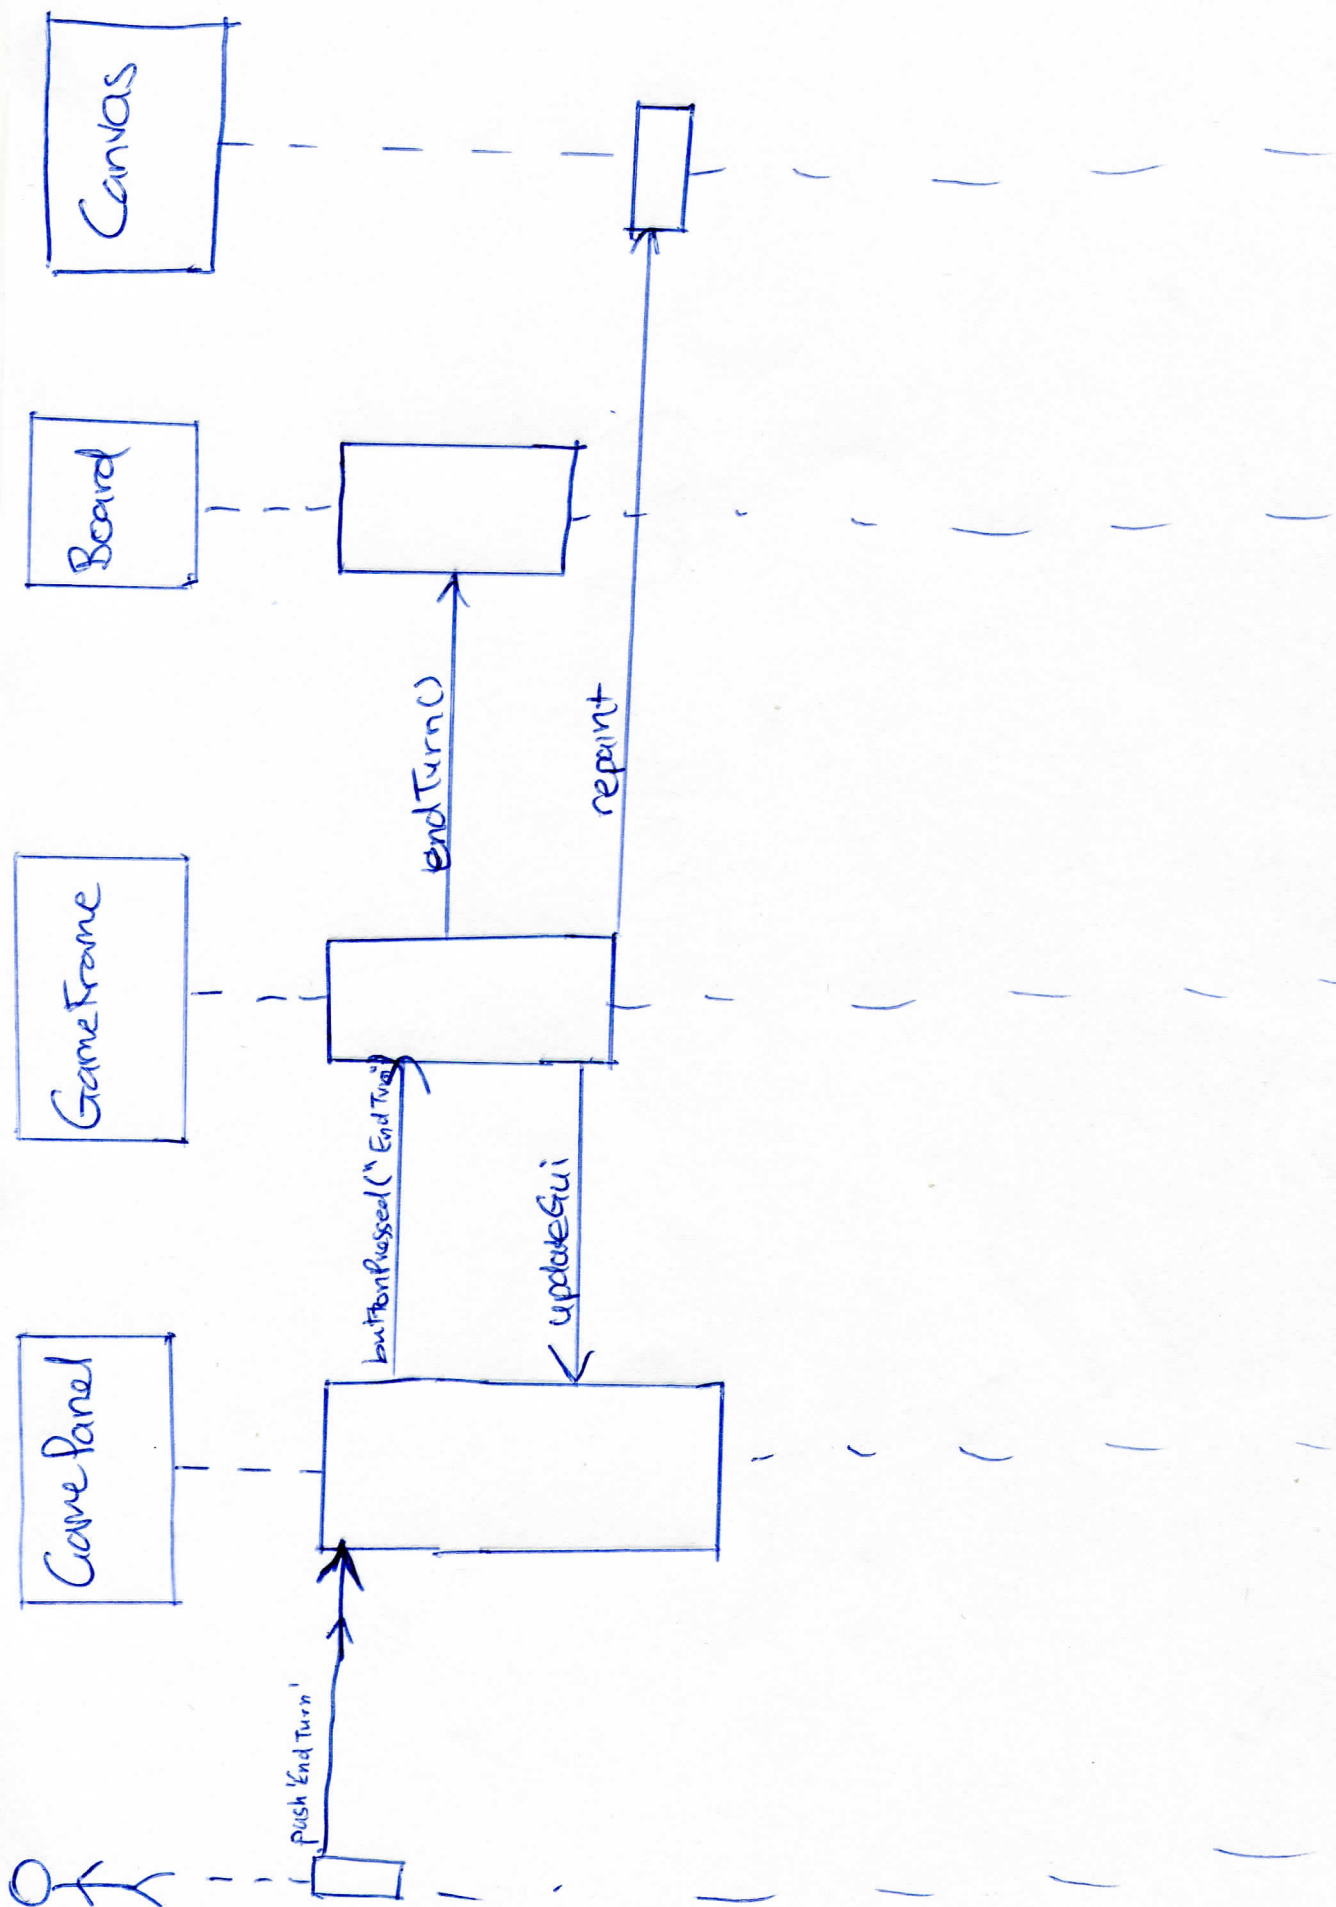 GamePanel
GameFrame
Board
Canvas
push 'End Turn'
buttonPressed("End Turn")
endTurn()
updateGui
repaint